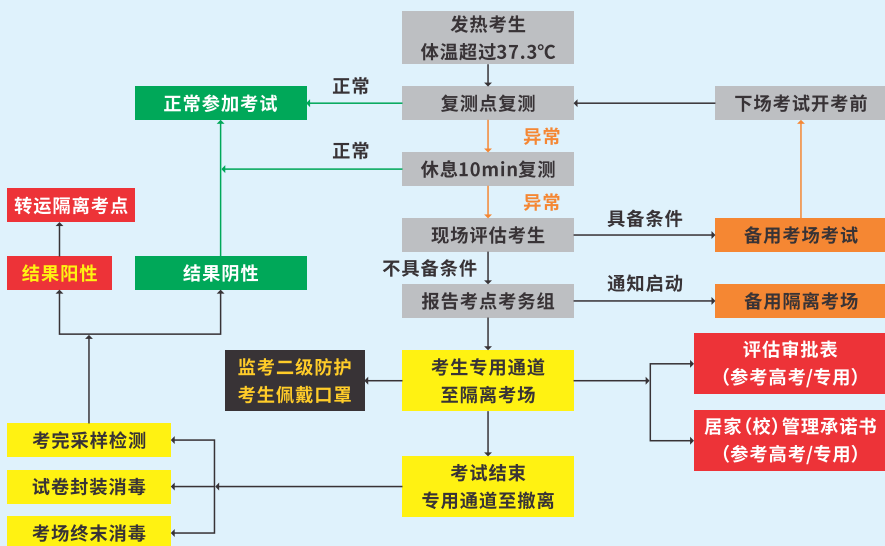 发热考生
体温超过37.3℃
正常
正常参加考试
复测点复测
下场考试开考前
异常
正常
休息10min复测
异常
转运隔离考点
现场评估考生
具备条件
备用考场考试
结果阳性
结果阴性
不具备条件
报告考点考务组
通知启动
备用隔离考场
监考二级防护
考生佩戴口罩
考生专用通道
至隔离考场
评估审批表
（参考高考/专用）
居家（校）管理承诺书
（参考高考/专用）
考完采样检测
试卷封装消毒
考场终末消毒
考试结束
专用通道至撤离